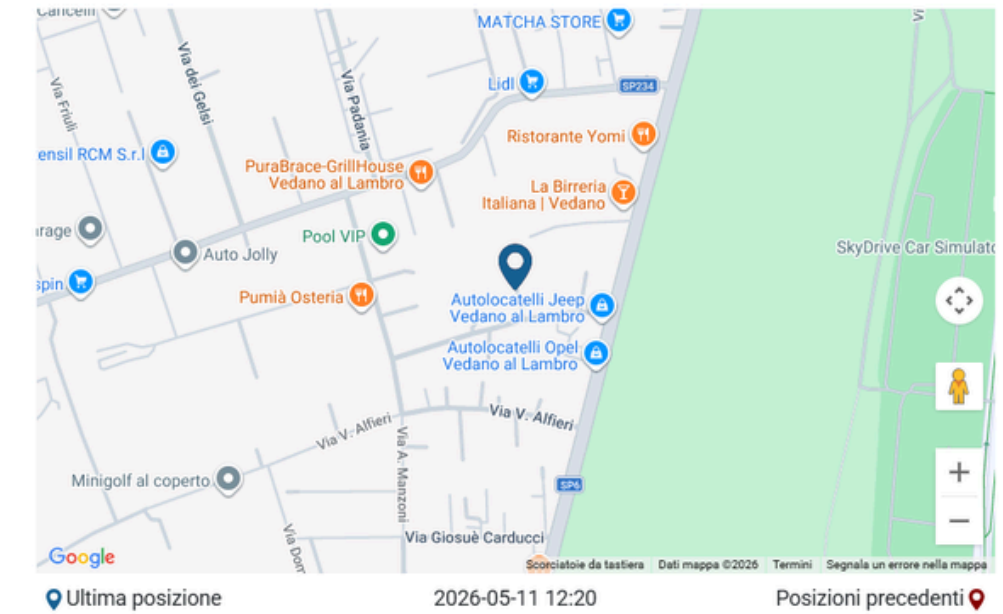 Cancelli
MATCHA STORE
Lidl
SP234
Via dei Gelsi
Via Padania
Via Friuli
Ristorante Yomi
ensil RCM S.r.l
PuraBrace-GrillHouse
Vedano al Lambro
La Birreria
Italiana | Vedano
arage
Pool VIP
Auto Jolly
SkyDrive Car Simulato
spin
Pumià Osteria
Autolocatelli Jeep
Vedano al Lambro
Autolocatelli Opel
Vedano al Lambro
Via V. Alfieri
Via V. Alfieri
Via A. Manzoni
Minigolf al coperto
SP6
Via Dom
Via Giosuè Carducci
Google
Scorciatoie da tastiera
Dati mappa ©2026
Termini
Segnala un errore nella mappa
Ultima posizione
2026-05-11 12:20
Posizioni precedenti